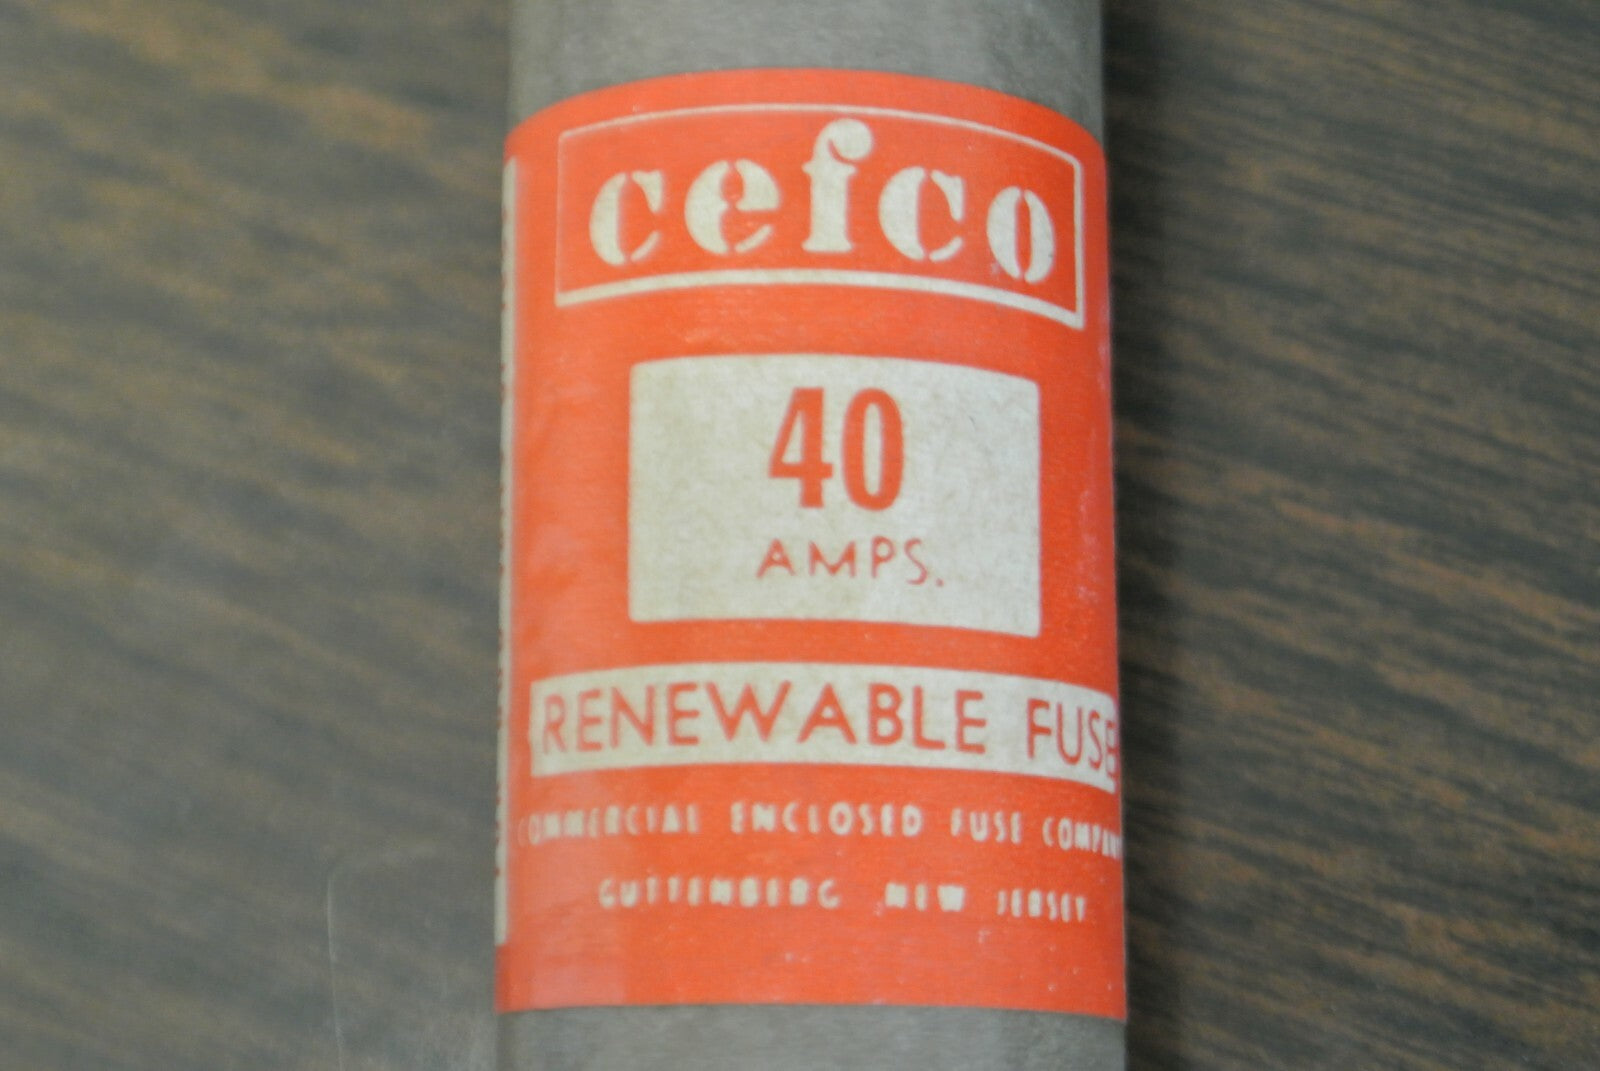 cefco
40
AMPS.
RENEWABLE FUSE
COMMERCIAL ENCLOSED FUSE COMPANY
GUTTENBERG NEW JERSEY